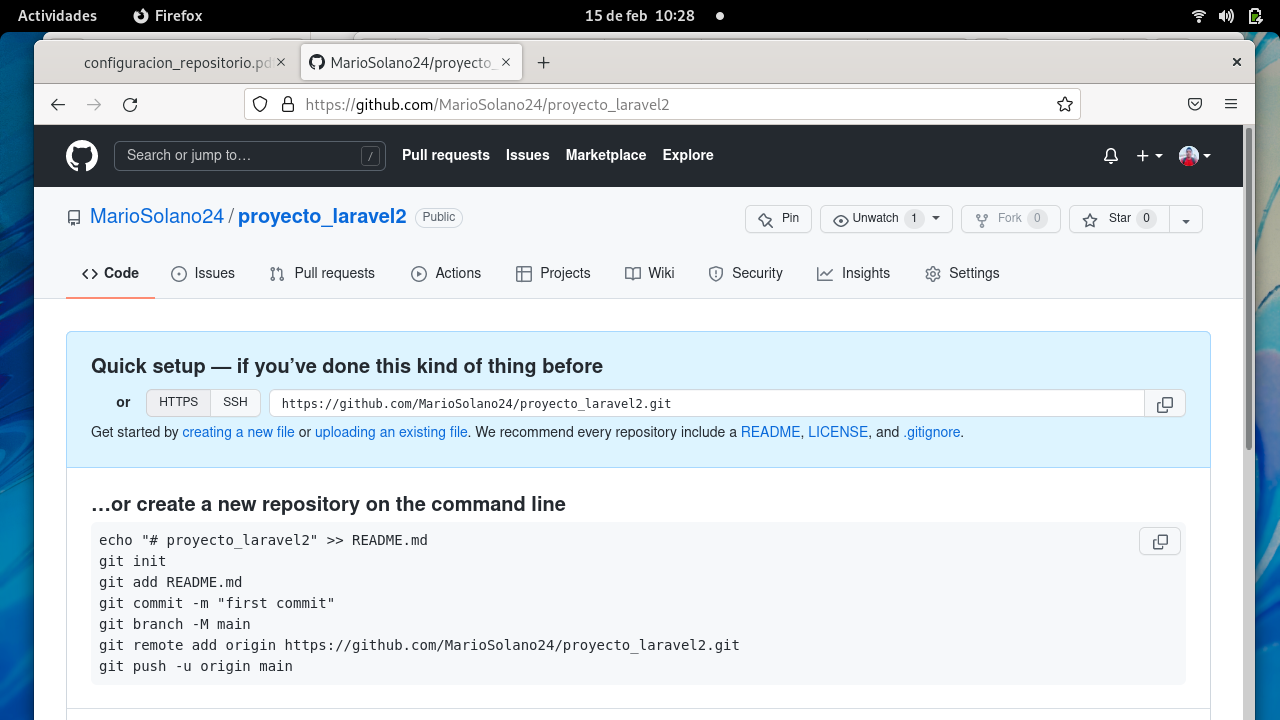 Actividades Firefox 15 de feb 10:28
configuracion_repositorio.pd MarioSolano24/proyecto_
https://github.com/MarioSolano24/proyecto_laravel2
Search or jump to… / Pull requests Issues Marketplace Explore
MarioSolano24 / proyecto_laravel2 Public Pin Unwatch 1 Fork 0 Star 0
Code Issues Pull requests Actions Projects Wiki Security Insights Settings
Quick setup — if you’ve done this kind of thing before
or HTTPS SSH https://github.com/MarioSolano24/proyecto_laravel2.git
Get started by creating a new file or uploading an existing file. We recommend every repository include a README, LICENSE, and .gitignore.
…or create a new repository on the command line
echo "# proyecto_laravel2" >> README.md
git init
git add README.md
git commit -m "first commit"
git branch -M main
git remote add origin https://github.com/MarioSolano24/proyecto_laravel2.git
git push -u origin main